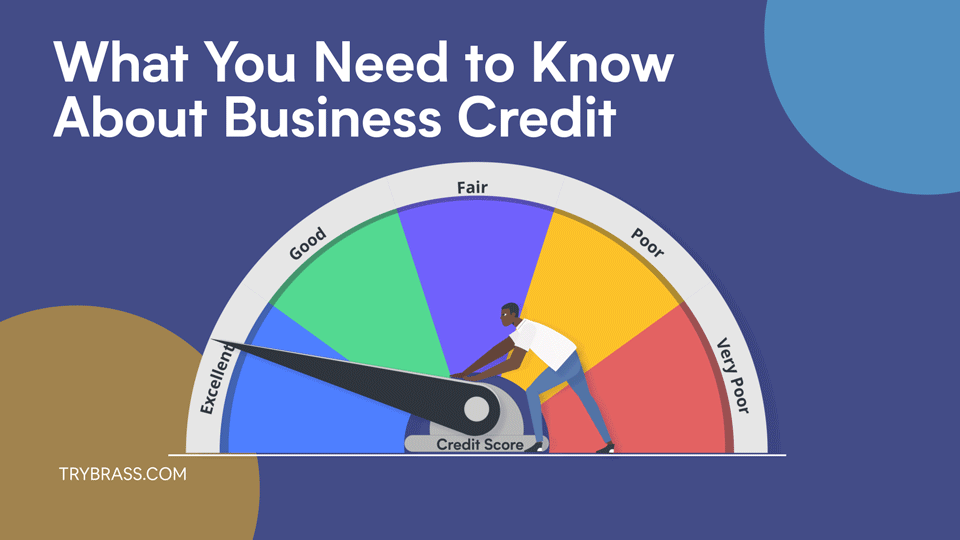 What You Need to Know
About Business Credit
Fair
Good
Poor
Excellent
Very Poor
Credit Score
TRYBRASS.COM